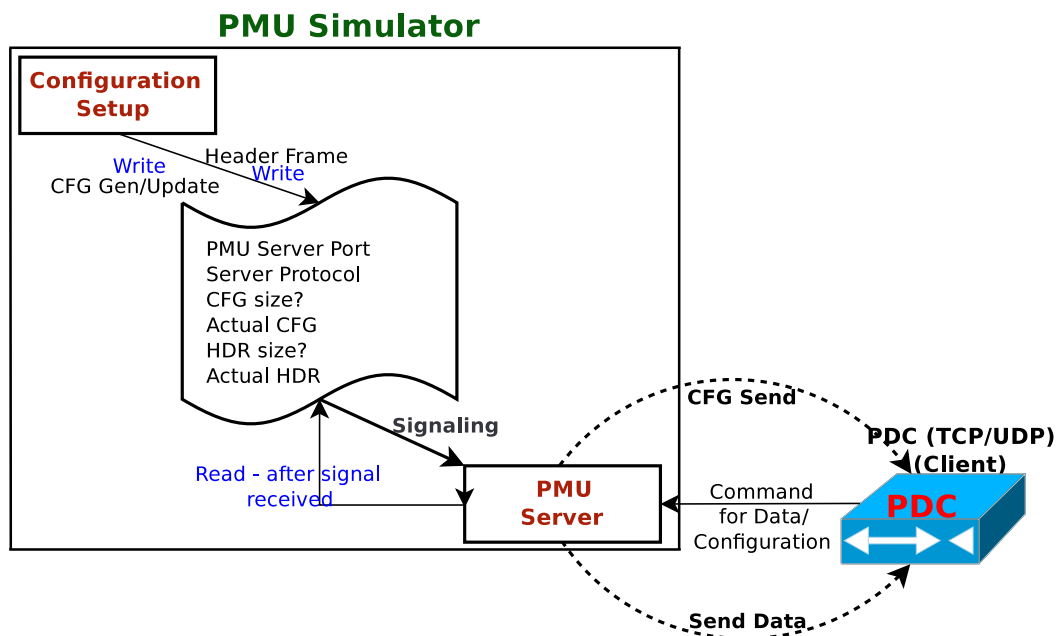 PMU Simulator
Configuration
Setup
Header Frame
Write
Write
CFG Gen/Update
PMU Server Port
Server Protocol
CFG size?
Actual CFG
HDR size?
Actual HDR
CFG Send
Signaling
PDC (TCP/UDP)
(Client)
Read - after signal
received
PMU
Server
Command
for Data/
Configuration
PDC
Send Data